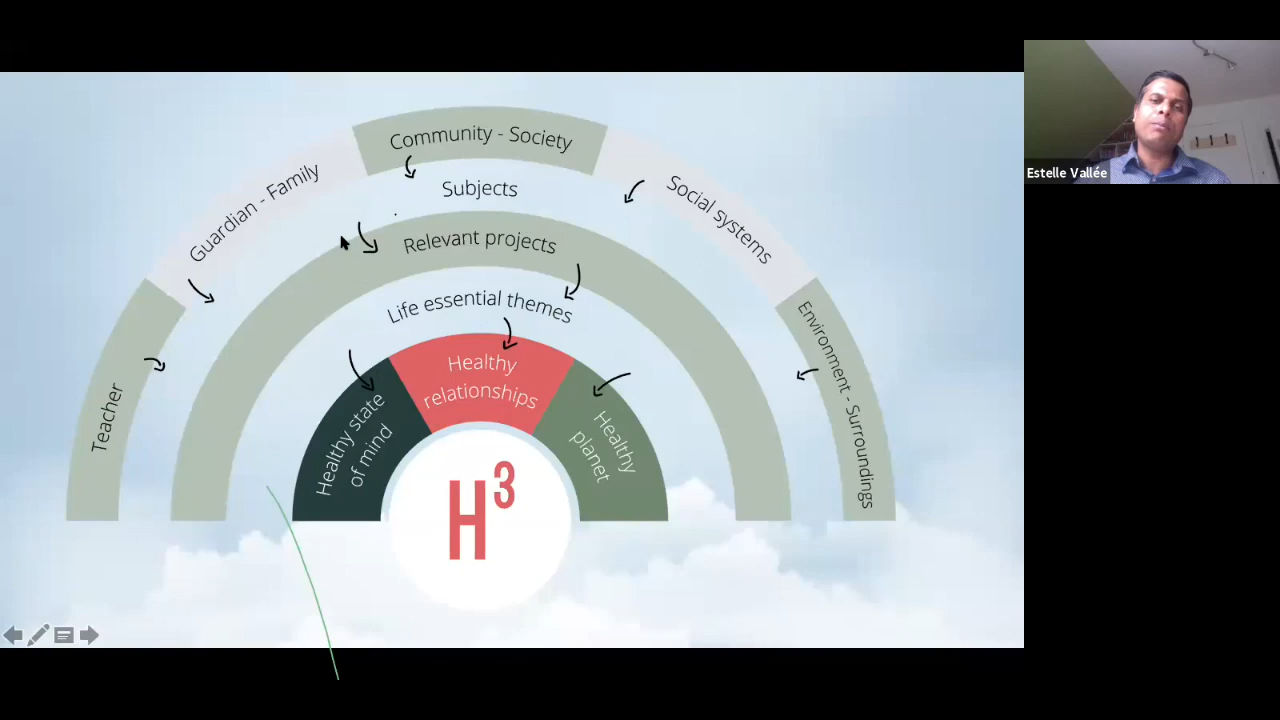 Community - Society
Guardian - Family
Social systems
Teacher
Environment - Surroundings
Subjects
Relevant projects
Life essential themes
Healthy state
of mind
Healthy
relationships
Healthy
planet
H³
Estelle Vallée